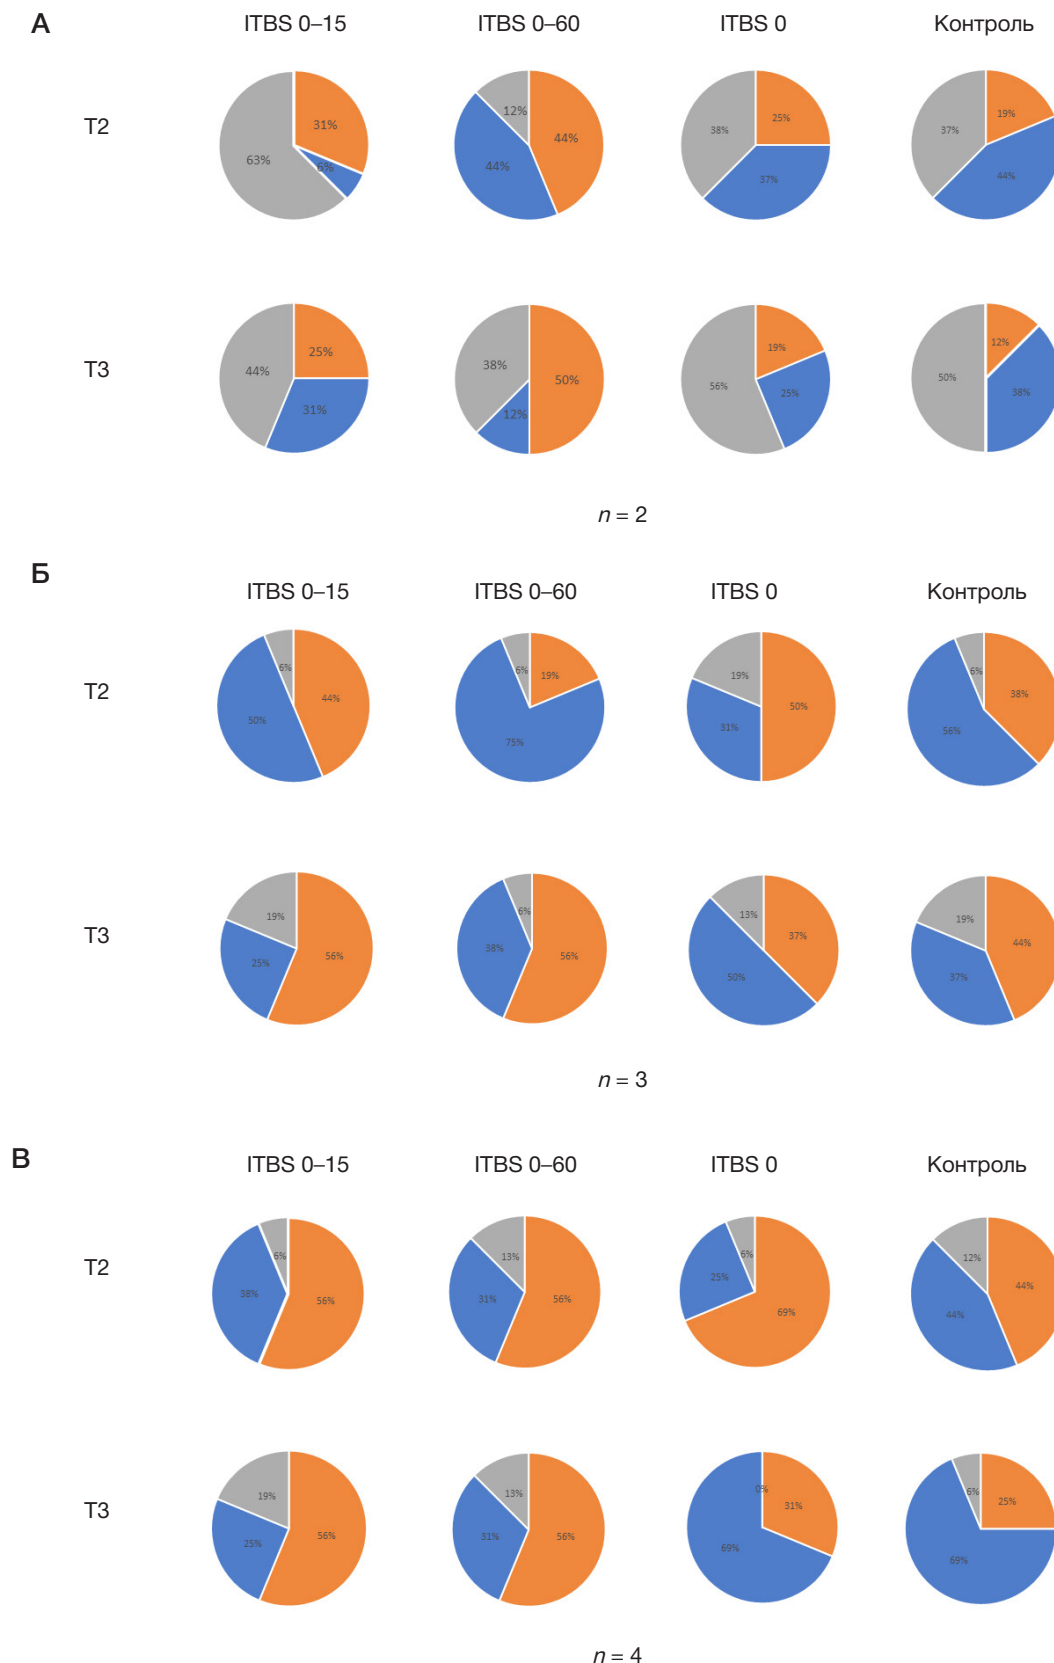 А
ITBS 0–15 ITBS 0–60 ITBS 0 Контроль
T2
31% 6% 63%
44% 44% 12%
25% 37% 38%
19% 44% 37%
T3
25% 31% 44%
50% 12% 38%
19% 25% 56%
12% 38% 50%
n = 2
Б
ITBS 0–15 ITBS 0–60 ITBS 0 Контроль
T2
44% 50% 6%
19% 75% 6%
50% 31% 19%
38% 56% 6%
T3
56% 25% 19%
56% 38% 6%
37% 50% 13%
44% 37% 19%
n = 3
В
ITBS 0–15 ITBS 0–60 ITBS 0 Контроль
T2
56% 38% 6%
56% 31% 13%
69% 25% 6%
44% 44% 12%
T3
56% 25% 19%
56% 31% 13%
31% 69% 0%
25% 69% 6%
n = 4